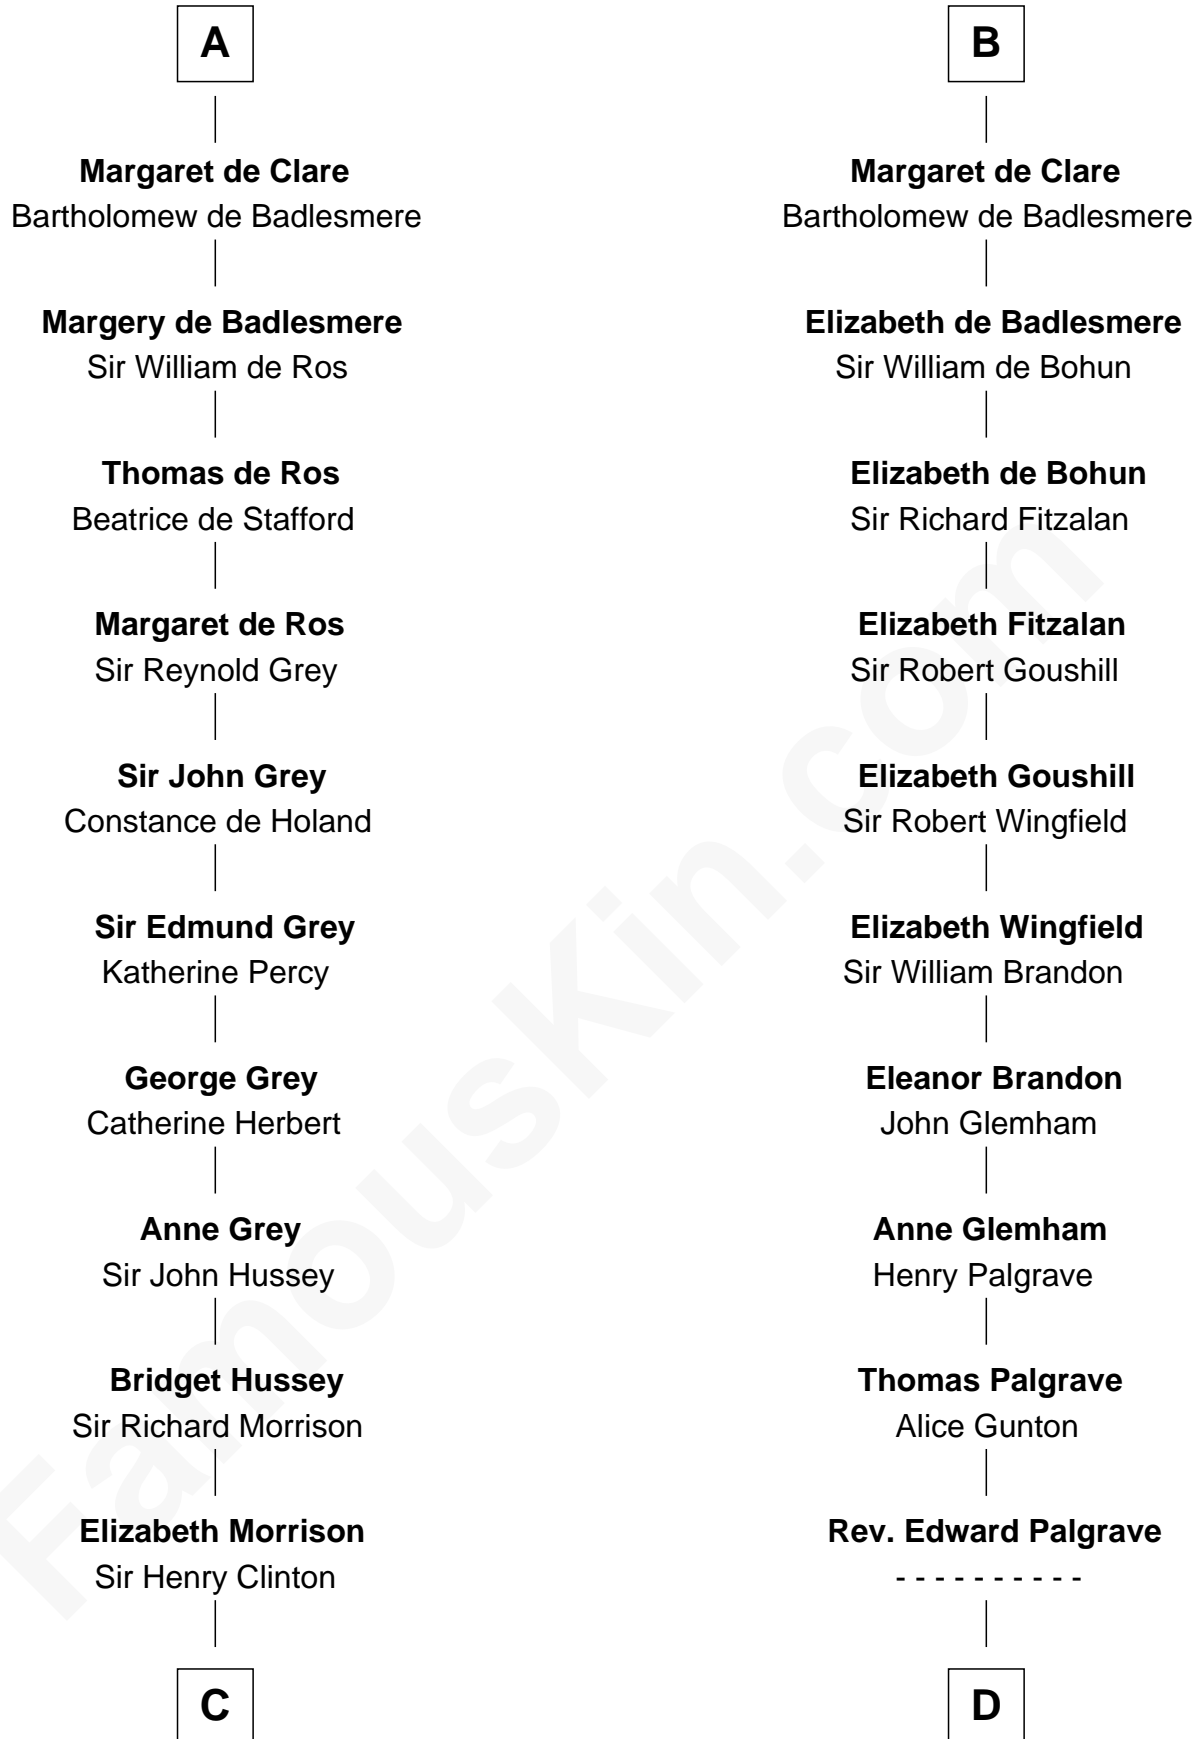 A
Margaret de Clare
Bartholomew de Badlesmere
Margery de Badlesmere
Sir William de Ros
Thomas de Ros
Beatrice de Stafford
Margaret de Ros
Sir Reynold Grey
Sir John Grey
Constance de Holand
Sir Edmund Grey
Katherine Percy
George Grey
Catherine Herbert
Anne Grey
Sir John Hussey
Bridget Hussey
Sir Richard Morrison
Elizabeth Morrison
Sir Henry Clinton
C
B
Margaret de Clare
Bartholomew de Badlesmere
Elizabeth de Badlesmere
Sir William de Bohun
Elizabeth de Bohun
Sir Richard Fitzalan
Elizabeth Fitzalan
Sir Robert Goushill
Elizabeth Goushill
Sir Robert Wingfield
Elizabeth Wingfield
Sir William Brandon
Eleanor Brandon
John Glemham
Anne Glemham
Henry Palgrave
Thomas Palgrave
Alice Gunton
Rev. Edward Palgrave
- - - - - - - - - -
D
FamousKin.com